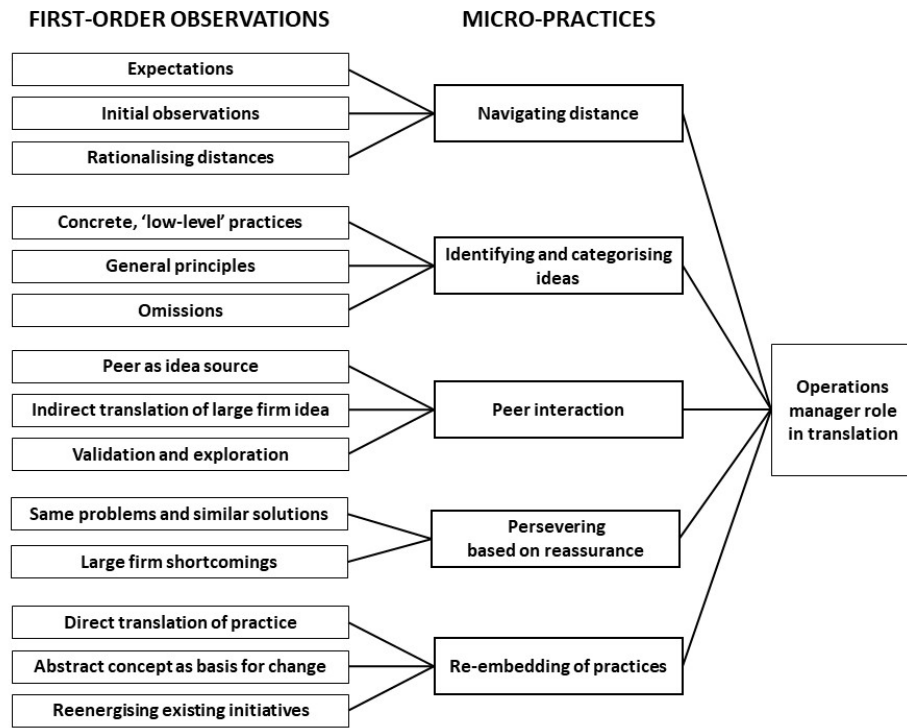 FIRST-ORDER OBSERVATIONS
MICRO-PRACTICES
Expectations
Initial observations
Rationalising distances
Navigating distance
Concrete, ‘low-level’ practices
General principles
Omissions
Identifying and categorising
ideas
Peer as idea source
Indirect translation of large firm idea
Validation and exploration
Peer interaction
Same problems and similar solutions
Large firm shortcomings
Persevering
based on reassurance
Direct translation of practice
Abstract concept as basis for change
Reenergising existing initiatives
Re-embedding of practices
Operations
manager role
in translation